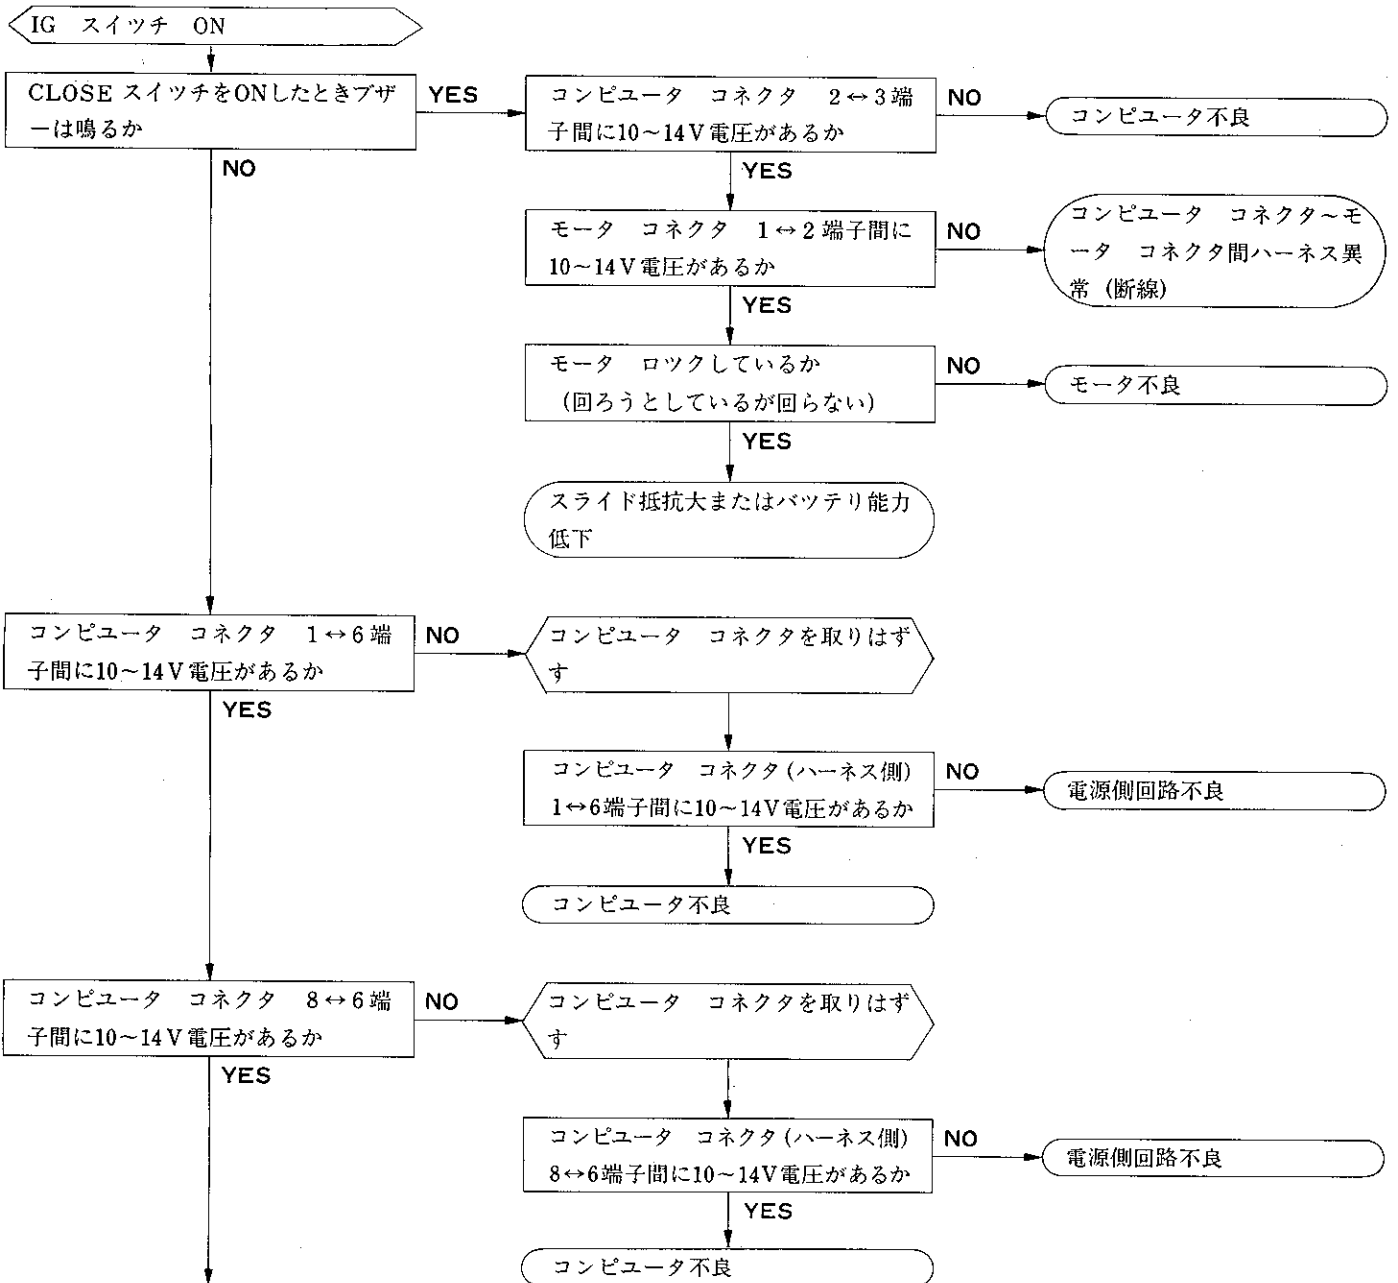 IG スイツチ ON
CLOSE スイツチをONしたときブザ
ーは鳴るか
YES
コンピユータ コネクタ 2↔3端
子間に10~14V電圧があるか
NO
コンピユータ不良
NO
YES
モータ コネクタ 1↔2端子間に
10~14V電圧があるか
NO
コンピユータ コネクタ~モ
ータ コネクタ間ハーネス異
常(断線)
YES
モータ ロツクしているか
(回ろうとしているが回らない)
NO
モータ不良
YES
スライド抵抗大またはバツテリ能力
低下
コンピユータ コネクタ 1↔6端
子間に10~14V電圧があるか
NO
コンピユータ コネクタを取りはず
す
YES
コンピユータ コネクタ(ハーネス側)
1↔6端子間に10~14V電圧があるか
NO
電源側回路不良
YES
コンピユータ不良
コンピユータ コネクタ 8↔6端
子間に10~14V電圧があるか
NO
コンピユータ コネクタを取りはず
す
YES
コンピユータ コネクタ(ハーネス側)
8↔6端子間に10~14V電圧があるか
NO
電源側回路不良
YES
コンピユータ不良